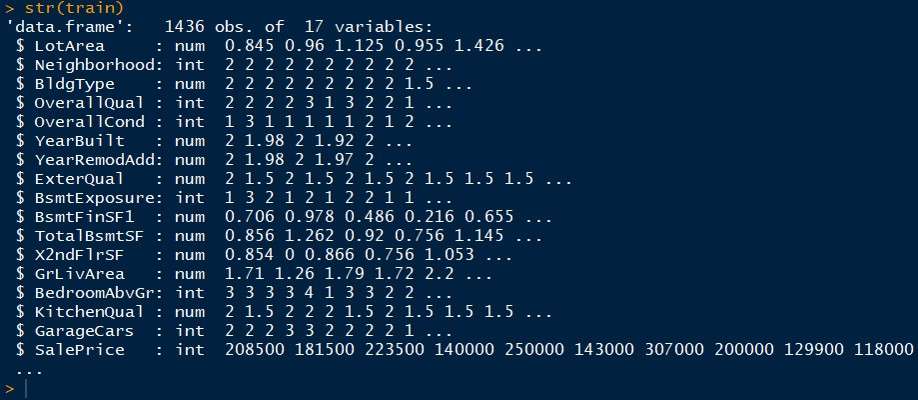 > str(train)
'data.frame':   1436 obs. of  17 variables:
 $ LotArea     : num  0.845 0.96 1.125 0.955 1.426 ...
 $ Neighborhood: int  2 2 2 2 2 2 2 2 2 2 ...
 $ BldgType    : num  2 2 2 2 2 2 2 2 2 1.5 ...
 $ OverallQual : int  2 2 2 2 3 1 3 2 2 1 ...
 $ OverallCond : int  1 3 1 1 1 1 1 2 1 2 ...
 $ YearBuilt   : num  2 1.98 2 1.92 2 ...
 $ YearRemodAdd: num  2 1.98 2 1.97 2 ...
 $ ExterQual   : num  2 1.5 2 1.5 2 1.5 2 1.5 1.5 1.5 ...
 $ BsmtExposure: int  1 3 2 1 2 1 2 2 1 1 ...
 $ BsmtFinSF1  : num  0.706 0.978 0.486 0.216 0.655 ...
 $ TotalBsmtSF : num  0.856 1.262 0.92 0.756 1.145 ...
 $ X2ndFlrSF   : num  0.854 0 0.866 0.756 1.053 ...
 $ GrLivArea   : num  1.71 1.26 1.79 1.72 2.2 ...
 $ BedroomAbvGr: int  3 3 3 3 4 1 3 3 2 2 ...
 $ KitchenQual : num  2 1.5 2 2 2 1.5 2 1.5 1.5 1.5 ...
 $ GarageCars  : int  2 2 2 3 3 2 2 2 2 1 ...
 $ SalePrice   : int  208500 181500 223500 140000 250000 143000 307000 200000 129900 118000
 ...
>